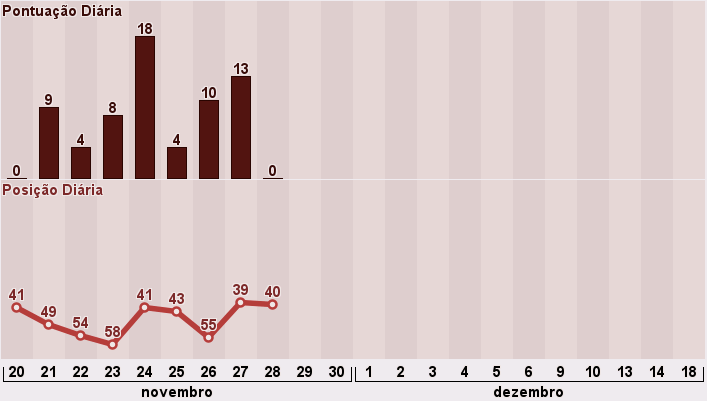 Pontuação Diária
0 9 4 8 18 4 10 13 0
Posição Diária
41 49 54 58 41 43 55 39 40
20 21 22 23 24 25 26 27 28 29 30 1 2 3 4 5 6 9 10 13 14 18
novembro dezembro